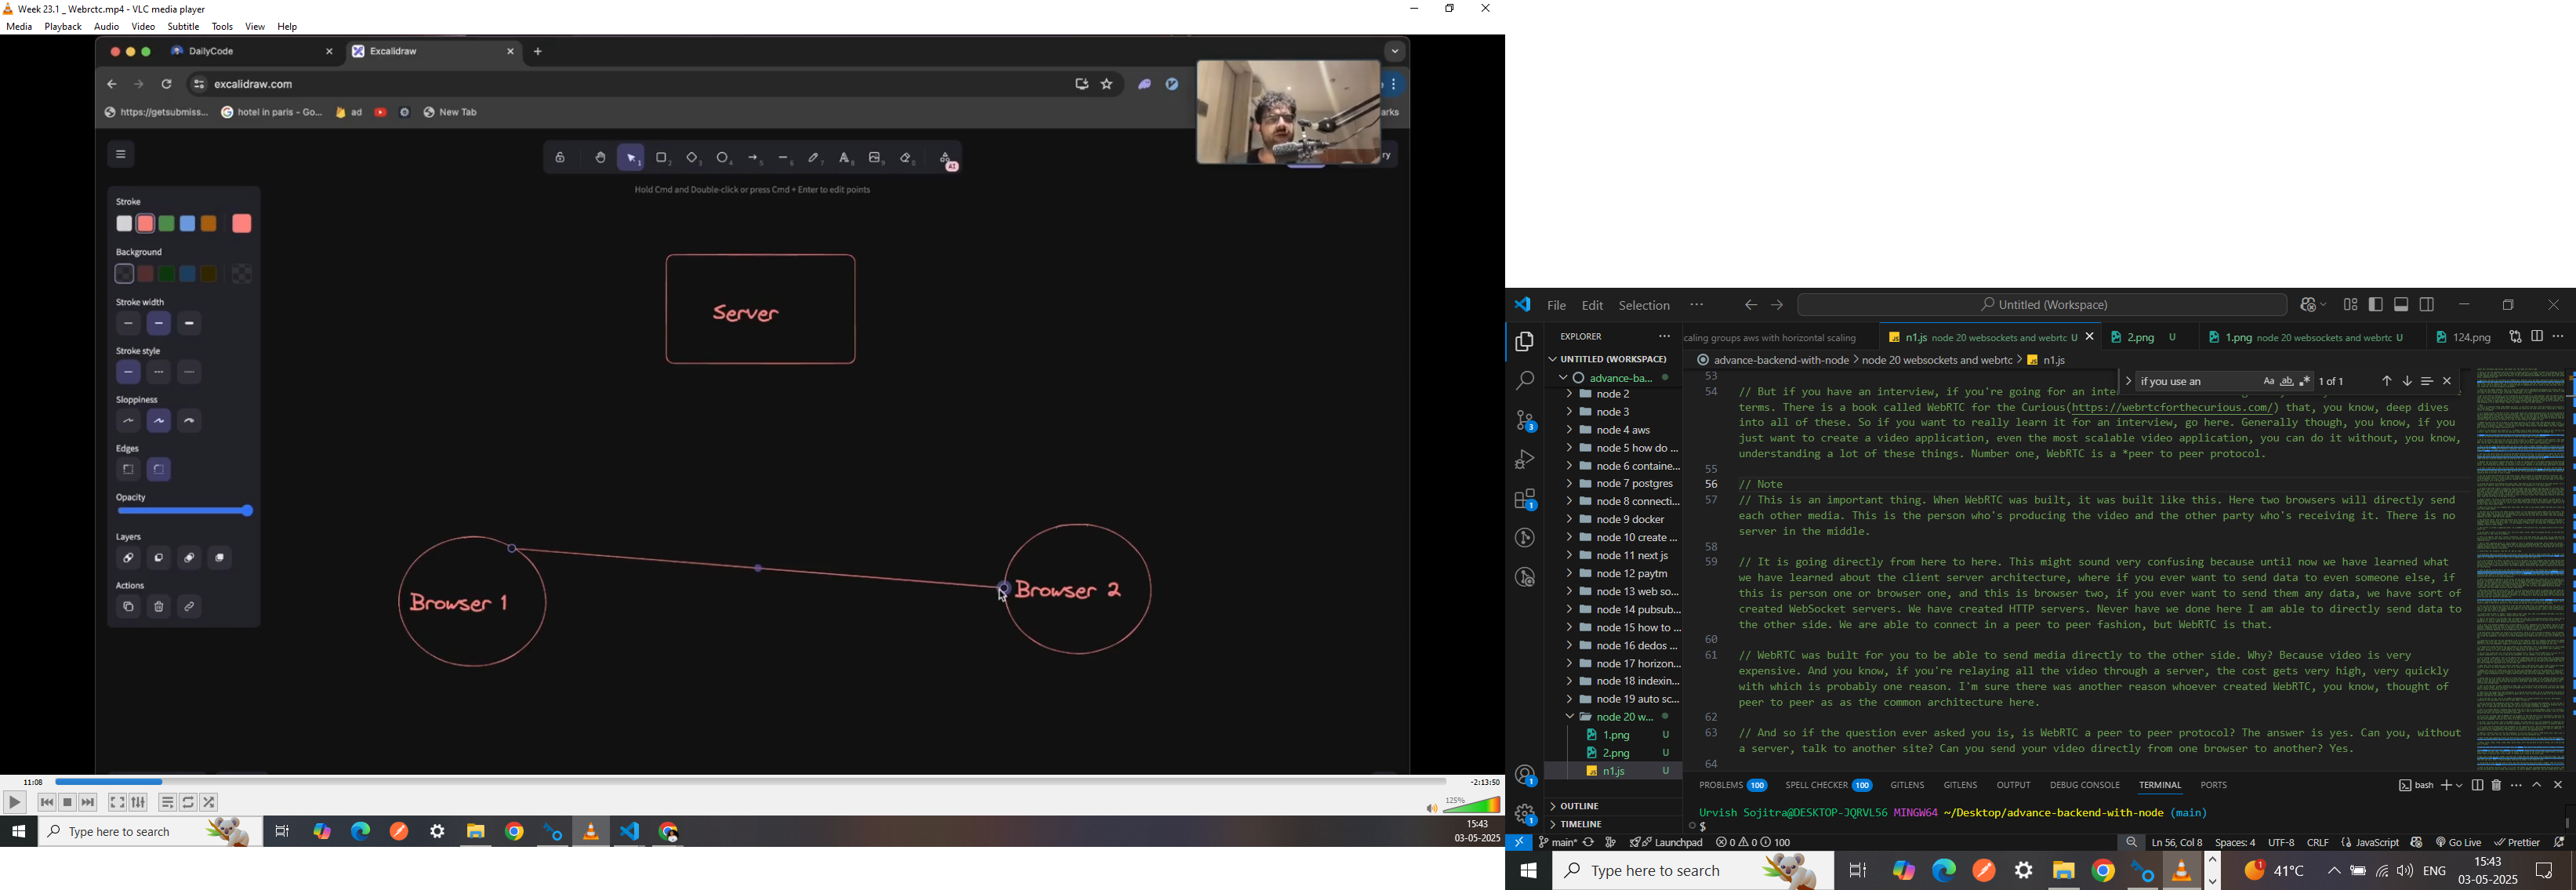 Week 23.1 _ Webrctc.mp4 - VLC media player
Media Playback Audio Video Subtitle Tools View Help
DailyCode
Excalidraw
excalidraw.com
https://getsubmiss... hotel in paris - Go... ad New Tab
arks
ry
Hold Cmd and Double-click or press Cmd + Enter to edit points
Stroke
Background
Stroke width
Stroke style
Sloppiness
Edges
Opacity
Layers
Actions
Server
Browser 1
Browser 2
11:08
-2:13:50
125%
Type here to search
15:43
03-05-2025
File Edit Selection ···
Untitled (Workspace)
EXPLORER
caling groups aws with horizontal scaling
n1.js node 20 websockets and webrtc U
2.png U
1.png node 20 websockets and webrtc U
124.png
UNTITLED (WORKSPACE)
advance-backend-with-node > node 20 websockets and webrtc > n1.js
advance-ba...
node 2
node 3
node 4 aws
node 5 how do ...
node 6 containe...
node 7 postgres
node 8 connecti...
node 9 docker
node 10 create ...
node 11 next js
node 12 paytm
node 13 web so...
node 14 pubsub...
node 15 how to ...
node 16 dedos ...
node 17 horizon...
node 18 indexin...
node 19 auto sc...
node 20 w...
1.png U
2.png U
n1.js U
OUTLINE
TIMELINE
if you use an
Aa ab 1 of 1
53
54 // But if you have an interview, if you're going for an inte
terms. There is a book called WebRTC for the Curious(https://webrtcforthecurious.com/) that, you know, deep dives
into all of these. So if you want to really learn it for an interview, go here. Generally though, you know, if you
just want to create a video application, even the most scalable video application, you can do it without, you know,
understanding a lot of these things. Number one, WebRTC is a *peer to peer protocol.
55
56 // Note
57 // This is an important thing. When WebRTC was built, it was built like this. Here two browsers will directly send
each other media. This is the person who's producing the video and the other party who's receiving it. There is no
server in the middle.
58
59 // It is going directly from here to here. This might sound very confusing because until now we have learned what
we have learned about the client server architecture, where if you ever want to send data to even someone else, if
this is person one or browser one, and this is browser two, if you ever want to send them any data, we have sort of
created WebSocket servers. We have created HTTP servers. Never have we done here I am able to directly send data to
the other side. We are able to connect in a peer to peer fashion, but WebRTC is that.
60
61 // WebRTC was built for you to be able to send media directly to the other side. Why? Because video is very
expensive. And you know, if you're relaying all the video through a server, the cost gets very high, very quickly
with which is probably one reason. I'm sure there was another reason whoever created WebRTC, you know, thought of
peer to peer as as the common architecture here.
62
63 // And so if the question ever asked you is, is WebRTC a peer to peer protocol? The answer is yes. Can you, without
a server, talk to another site? Can you send your video directly from one browser to another? Yes.
64
PROBLEMS 100 SPELL CHECKER 100 GITLENS GITLENS OUTPUT DEBUG CONSOLE TERMINAL PORTS
bash
Urvish Sojitra@DESKTOP-JQRVL56 MINGW64 ~/Desktop/advance-backend-with-node (main)
$
main* Launchpad 0 0 100
Ln 56, Col 8 Spaces: 4 UTF-8 CRLF {} JavaScript Go Live Prettier
Type here to search
41°C
ENG
15:43
03-05-2025